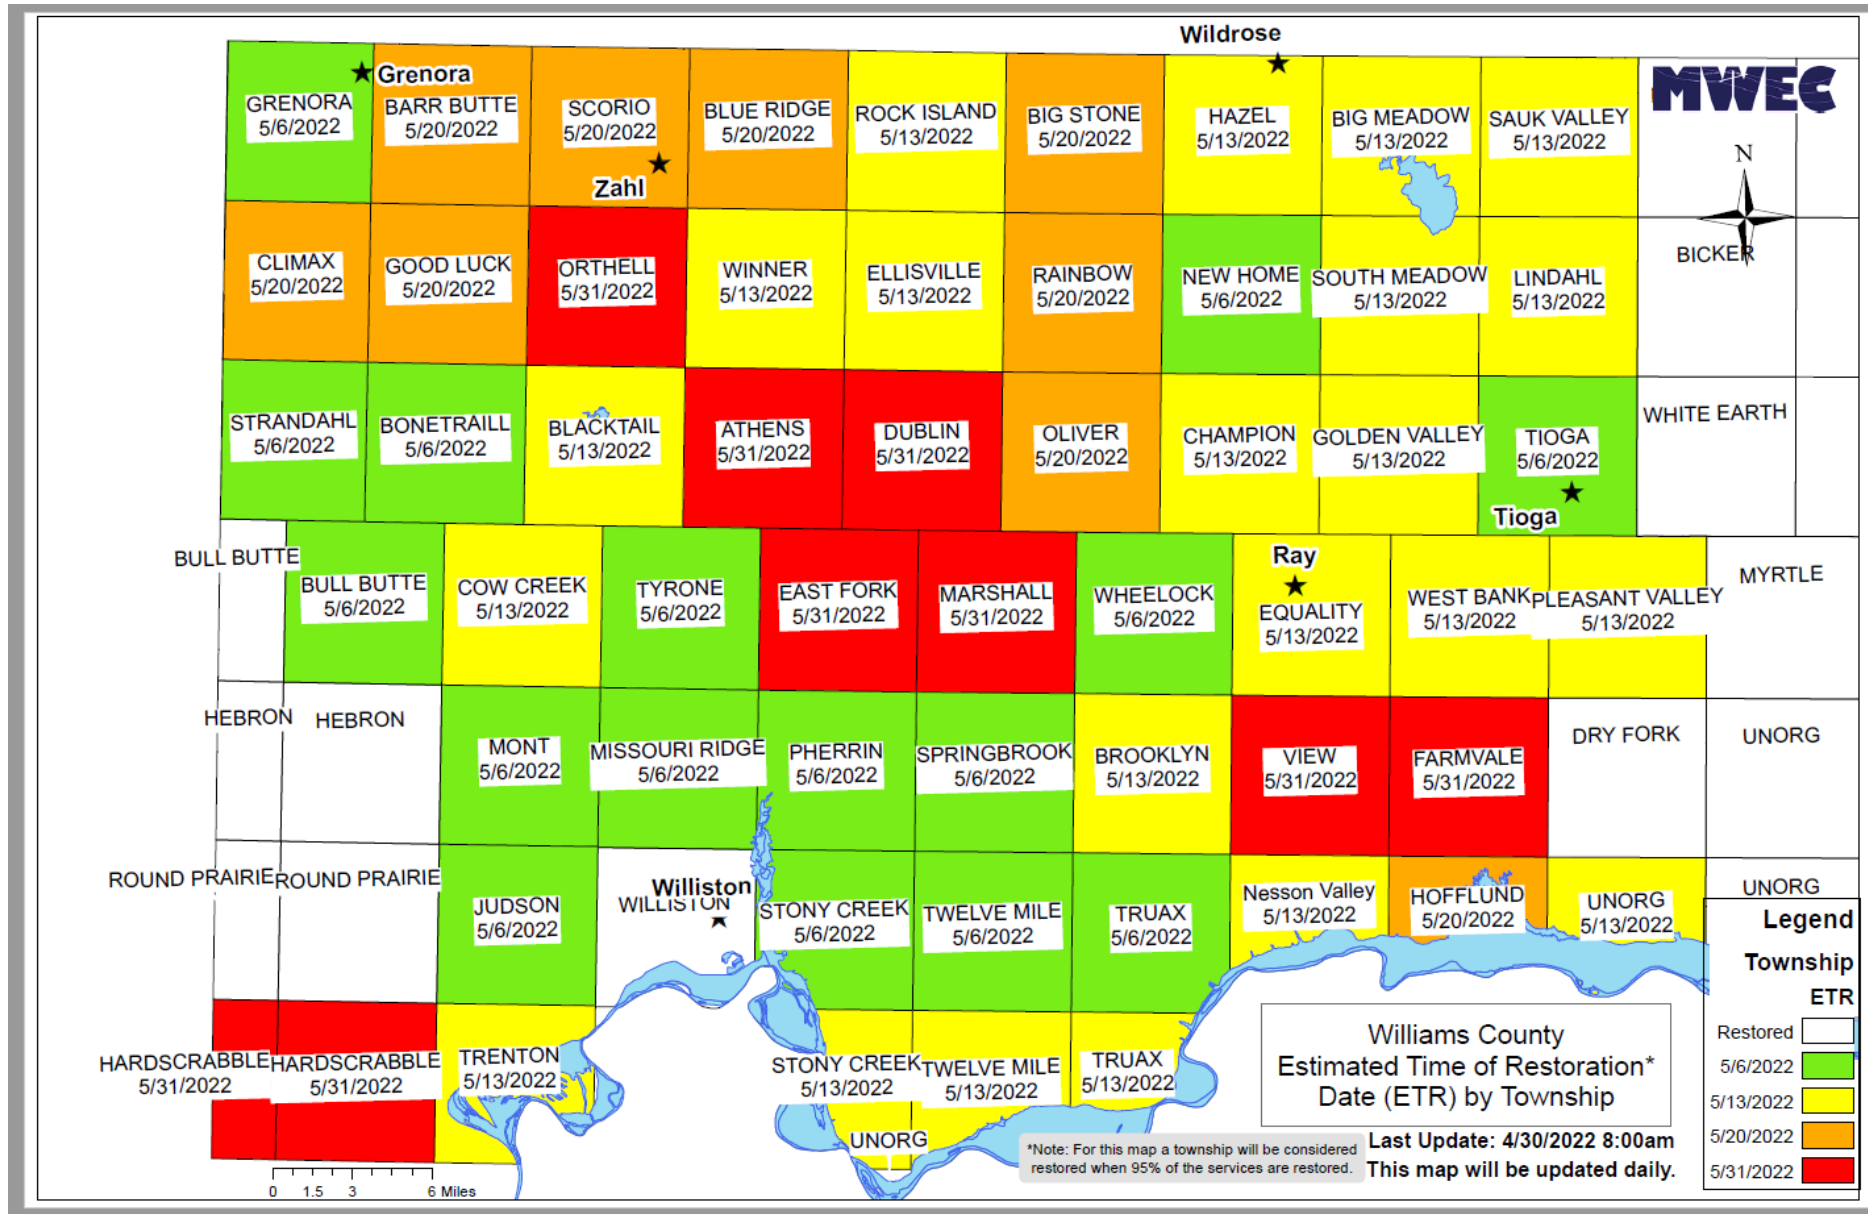 Wildrose
MWEC
Grenora
GRENORA
5/6/2022
BARR BUTTE
5/20/2022
SCORIO
5/20/2022
Zahl
BLUE RIDGE
5/20/2022
ROCK ISLAND
5/13/2022
BIG STONE
5/20/2022
HAZEL
5/13/2022
BIG MEADOW
5/13/2022
SAUK VALLEY
5/13/2022
N
CLIMAX
5/20/2022
GOOD LUCK
5/20/2022
ORTHELL
5/31/2022
WINNER
5/13/2022
ELLISVILLE
5/13/2022
RAINBOW
5/20/2022
NEW HOME
5/6/2022
SOUTH MEADOW
5/13/2022
LINDAHL
5/13/2022
BICKER
STRANDAHL
5/6/2022
BONETRAILL
5/6/2022
BLACKTAIL
5/13/2022
ATHENS
5/31/2022
DUBLIN
5/31/2022
OLIVER
5/20/2022
CHAMPION
5/13/2022
GOLDEN VALLEY
5/13/2022
TIOGA
5/6/2022
Tioga
WHITE EARTH
BULL BUTTE
BULL BUTTE
5/6/2022
COW CREEK
5/13/2022
TYRONE
5/6/2022
EAST FORK
5/31/2022
MARSHALL
5/31/2022
WHEELOCK
5/6/2022
Ray
EQUALITY
5/13/2022
WEST BANK
5/13/2022
PLEASANT VALLEY
5/13/2022
MYRTLE
HEBRON
HEBRON
MONT
5/6/2022
MISSOURI RIDGE
5/6/2022
PHERRIN
5/6/2022
SPRINGBROOK
5/6/2022
BROOKLYN
5/13/2022
VIEW
5/31/2022
FARMVALE
5/31/2022
DRY FORK
UNORG
ROUND PRAIRIE
ROUND PRAIRIE
JUDSON
5/6/2022
Williston
WILLISTON
STONY CREEK
5/6/2022
TWELVE MILE
5/6/2022
TRUAX
5/6/2022
Nesson Valley
5/13/2022
HOFFLUND
5/20/2022
UNORG
5/13/2022
UNORG
HARDSCRABBLE
5/31/2022
HARDSCRABBLE
5/31/2022
TRENTON
5/13/2022
STONY CREEK
5/13/2022
TWELVE MILE
5/13/2022
TRUAX
5/13/2022
UNORG
Williams County
Estimated Time of Restoration*
Date (ETR) by Township
Legend
Township
ETR
Restored
5/6/2022
5/13/2022
5/20/2022
5/31/2022
*Note: For this map a township will be considered
restored when 95% of the services are restored.
Last Update: 4/30/2022 8:00am
This map will be updated daily.
0 1.5 3 6 Miles